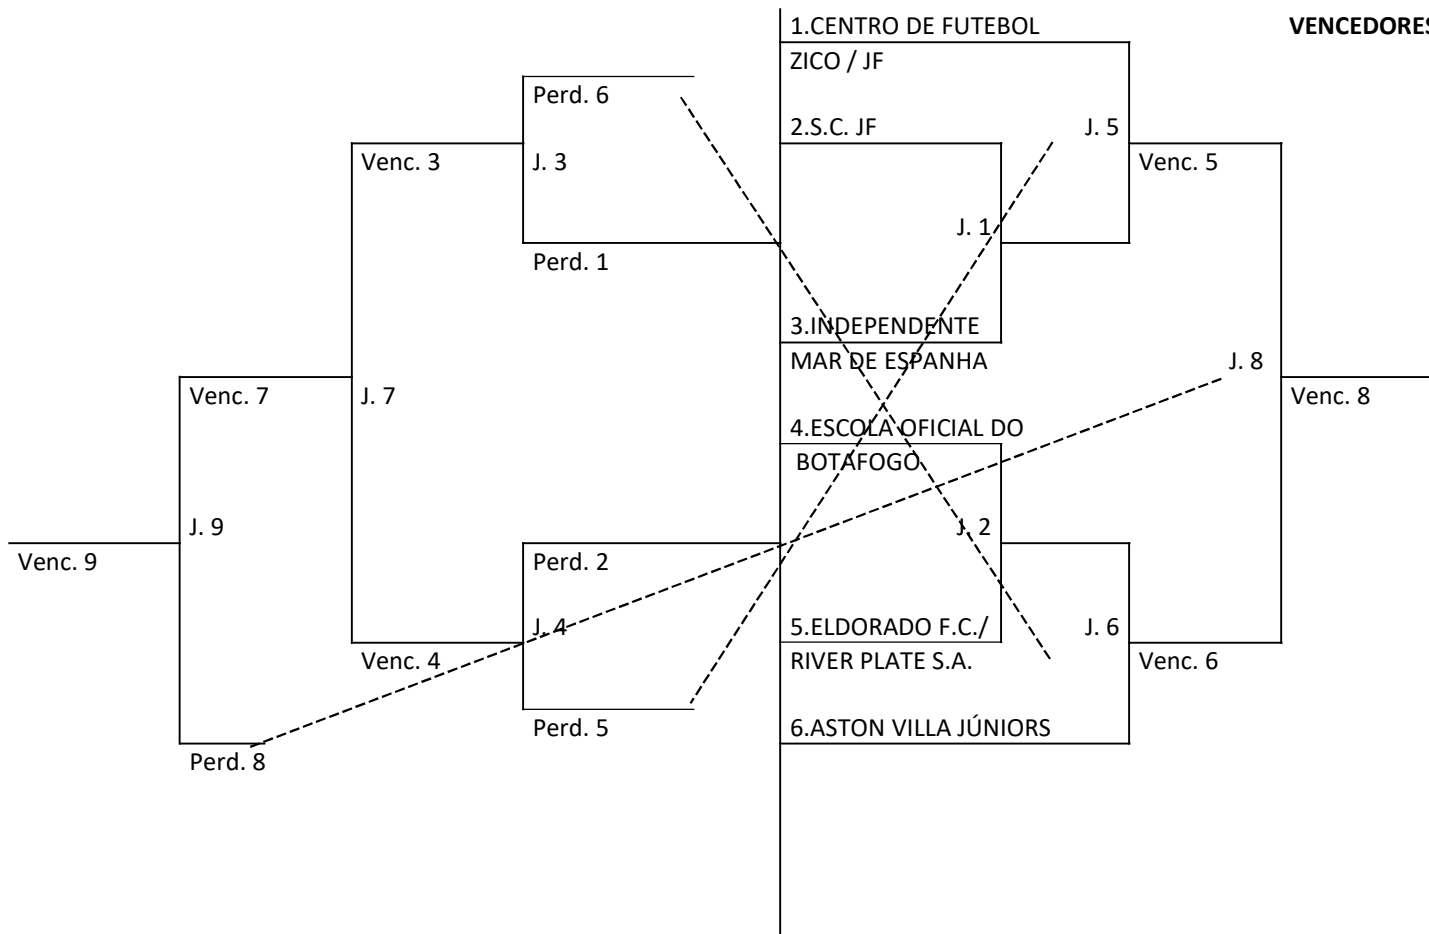 1.CENTRO DE FUTEBOL
VENCEDORES
ZICO / JF
Perd. 6
2.S.C. JF
J. 5
Venc. 3
J. 3
Venc. 5
J. 1
Perd. 1
3.INDEPENDENTE
MAR DE ESPANHA
J. 8
Venc. 7
J. 7
Venc. 8
4.ESCOLA OFICIAL DO
BOTAFOGO
J. 9
J. 2
Venc. 9
Perd. 2
J. 4
5.ELDORADO F.C./
J. 6
Venc. 4
RIVER PLATE S.A.
Venc. 6
Perd. 5
6.ASTON VILLA JÚNIORS
Perd. 8